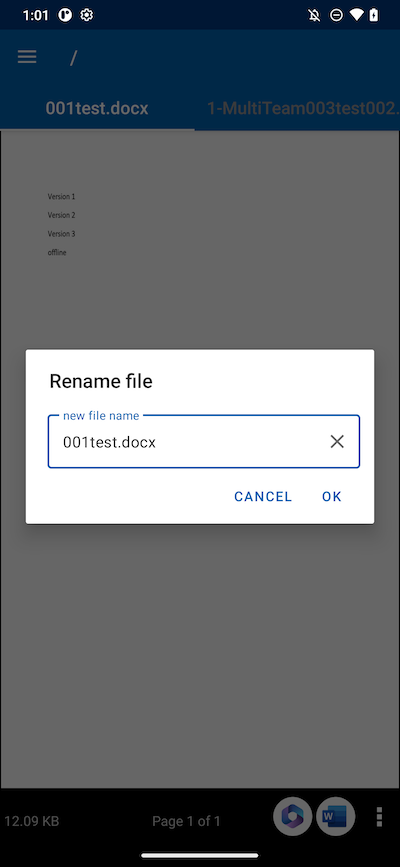 1:01
/
001test.docx
1-MultiTeam003test002.
Version 1
Version 2
Version 3
offline
Rename file
new file name
001test.docx
CANCEL OK
12.09 KB
Page 1 of 1
W